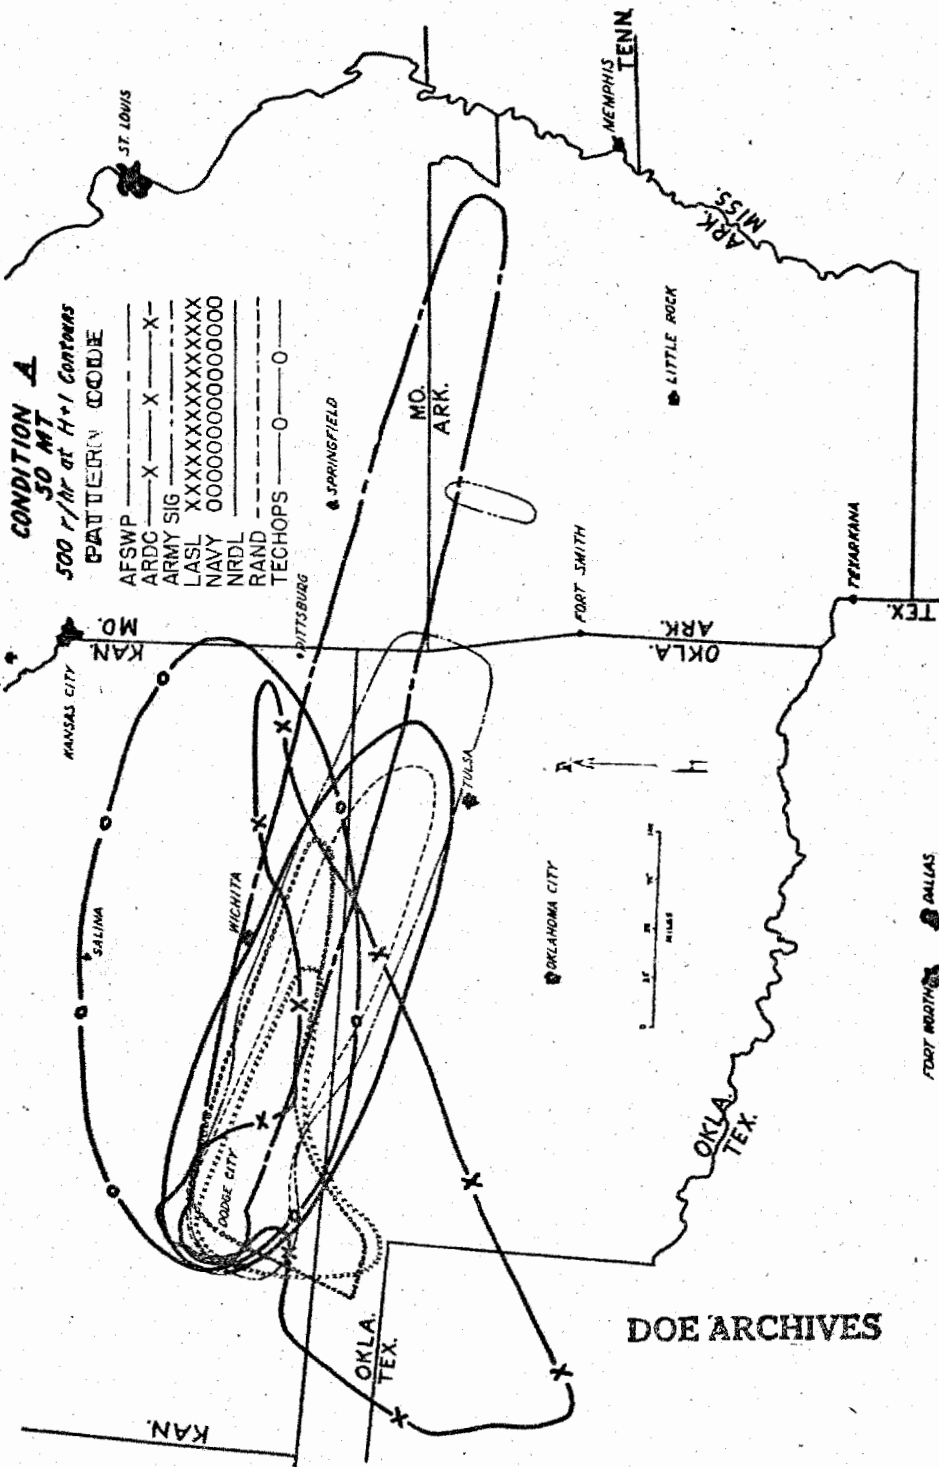 CONDITION A
50 MT
500 r/hr at H+1 Contours
PATTERN CODE
AFSWP
ARDC —X——X——X—
ARMY SIG
LASL XXXXXXXXXXXXXXXX
NAVY OOOOOOOOOOOOOOOO
NRDL
RAND
TECHOPS ——O——O——
ST. LOUIS
KANSAS CITY
KAN.
MO.
SALINA
WICHITA
DODGE CITY
PITTSBURG
SPRINGFIELD
MO.
ARK.
MEMPHIS
TENN.
ARK.
MISS.
LITTLE ROCK
FORT SMITH
TULSA
OKLA.
ARK.
TEXARKANA
TEX.
OKLAHOMA CITY
MILES
OKLA.
TEX.
OKLA.
TEX.
KAN.
FORT WORTH
DALLAS
DOE ARCHIVES